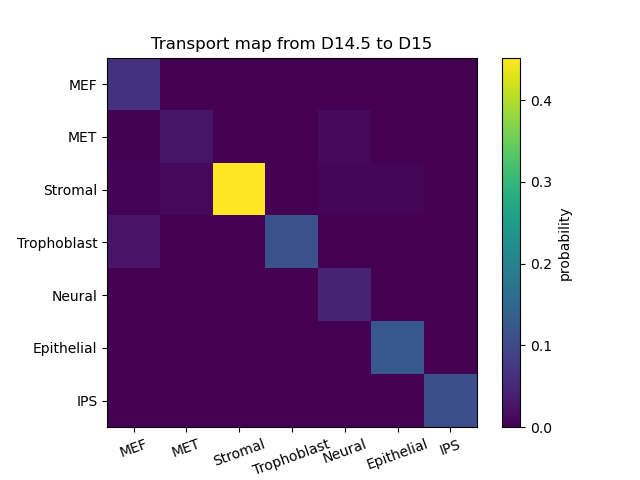 Transport map from D14.5 to D15
MEF
MET
Stromal
Trophoblast
Neural
Epithelial
IPS
MEF MET Stromal Trophoblast Neural Epithelial IPS
0.4
0.3
0.2
0.1
0.0
probability